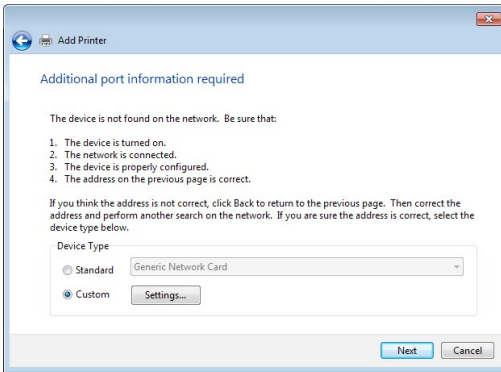 Add Printer
Additional port information required
The device is not found on the network. Be sure that:
1. The device is turned on.
2. The network is connected.
3. The device is properly configured.
4. The address on the previous page is correct.
If you think the address is not correct, click Back to return to the previous page. Then correct the
address and perform another search on the network. If you are sure the address is correct, select the
device type below.
Device Type
Standard Generic Network Card
Custom Settings...
Next Cancel